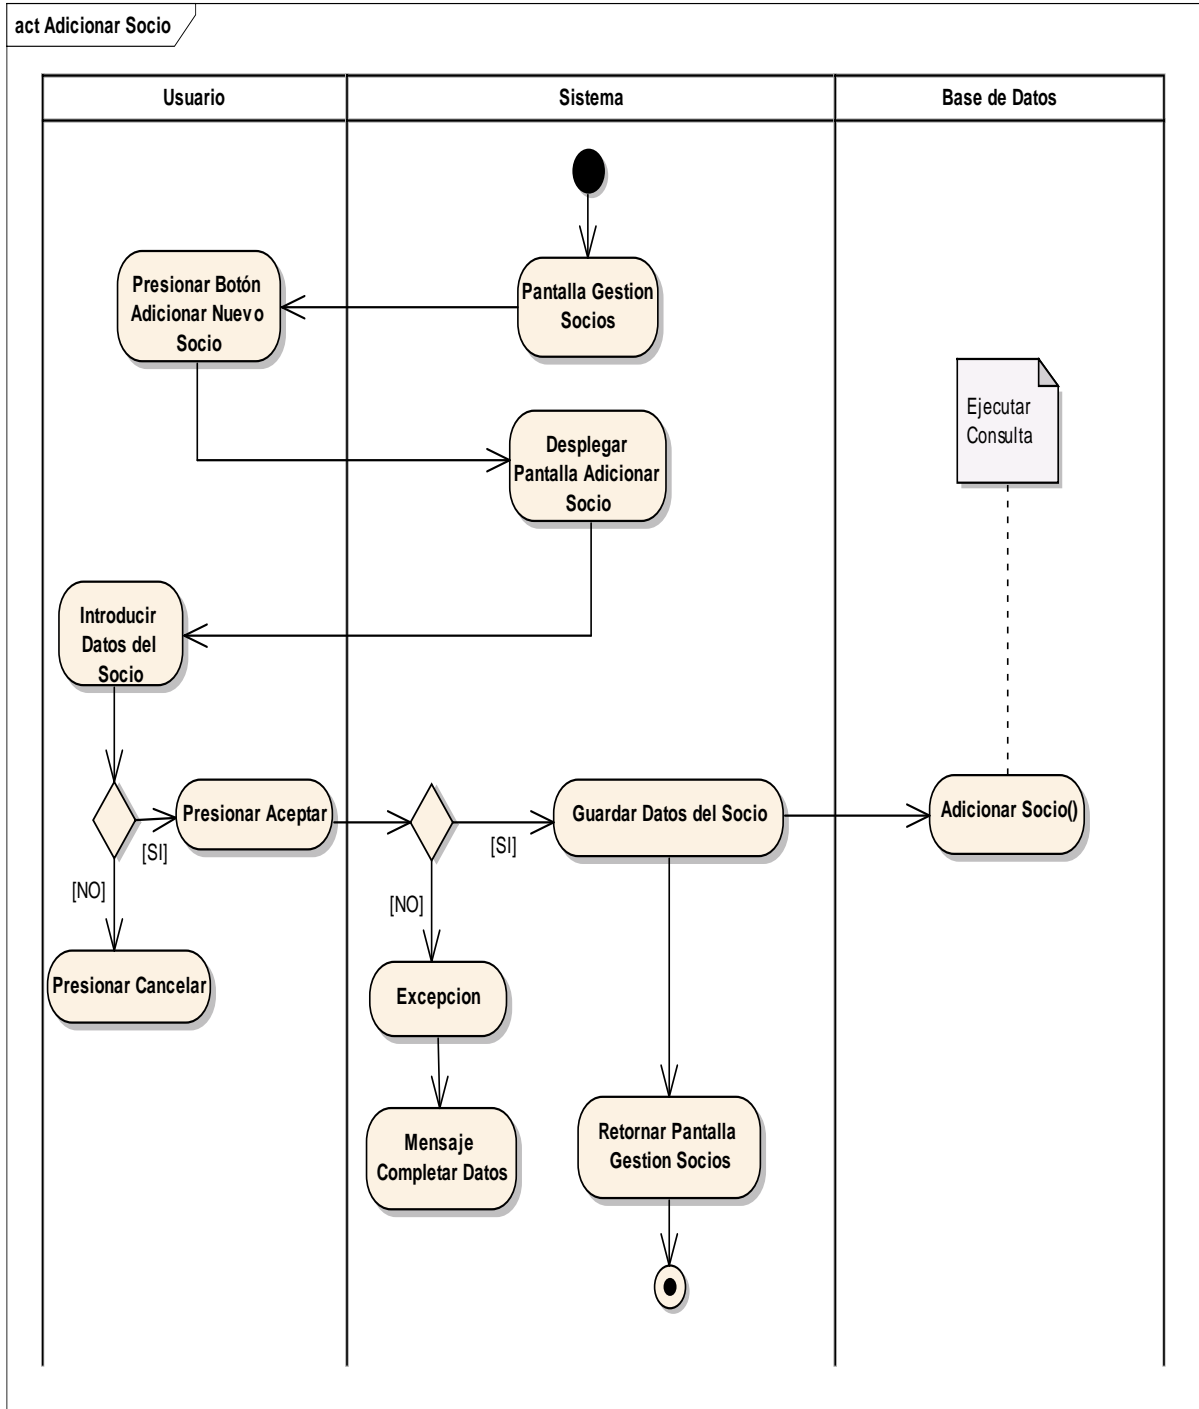 act Adicionar Socio
Usuario
Sistema
Base de Datos
Presionar Botón
Adicionar Nuevo
Socio
Pantalla Gestion
Socios
Desplegar
Pantalla Adicionar
Socio
Ejecutar
Consulta
Introducir
Datos del
Socio
Presionar Aceptar
[SI]
[NO]
Presionar Cancelar
Guardar Datos del Socio
[SI]
[NO]
Adicionar Socio()
Excepcion
Mensaje
Completar Datos
Retornar Pantalla
Gestion Socios